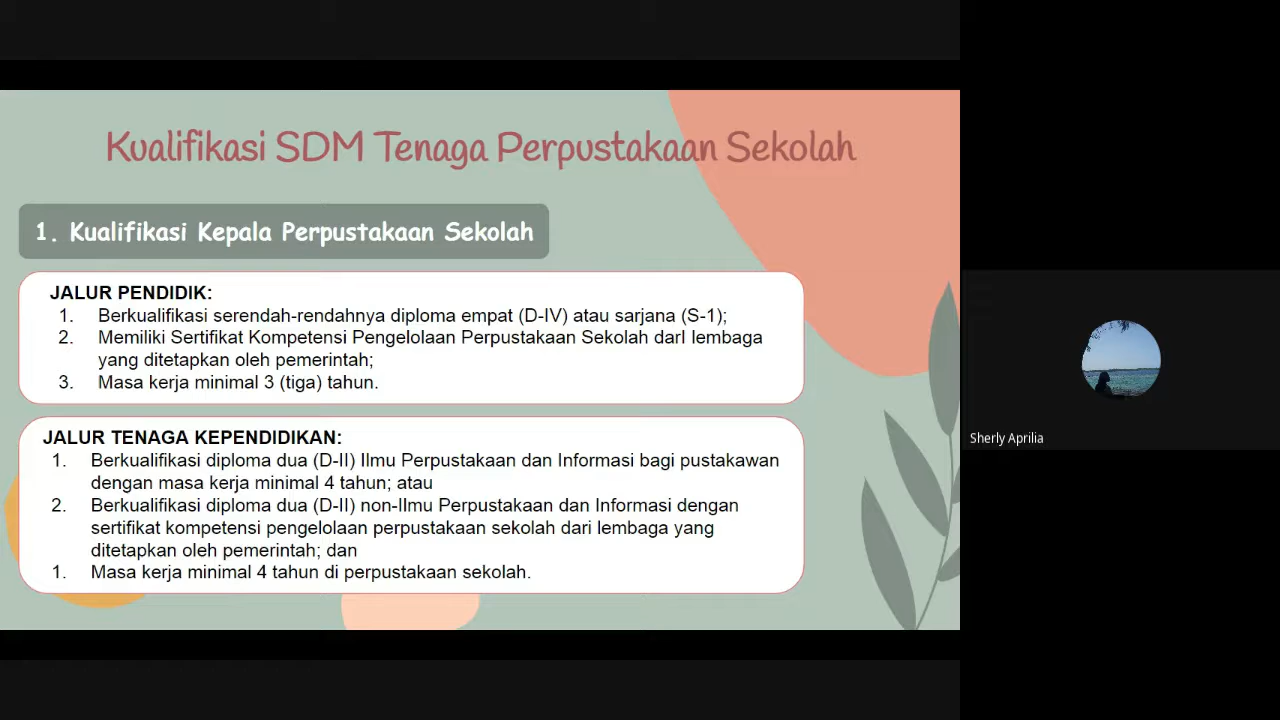 Kualifikasi SDM Tenaga Perpustakaan Sekolah
1. Kualifikasi Kepala Perpustakaan Sekolah
JALUR PENDIDIK:
1. Berkualifikasi serendah-rendahnya diploma empat (D-IV) atau sarjana (S-1);
2. Memiliki Sertifikat Kompetensi Pengelolaan Perpustakaan Sekolah darI lembaga
yang ditetapkan oleh pemerintah;
3. Masa kerja minimal 3 (tiga) tahun.
JALUR TENAGA KEPENDIDIKAN:
1. Berkualifikasi diploma dua (D-II) Ilmu Perpustakaan dan Informasi bagi pustakawan
dengan masa kerja minimal 4 tahun; atau
2. Berkualifikasi diploma dua (D-II) non-Ilmu Perpustakaan dan Informasi dengan
sertifikat kompetensi pengelolaan perpustakaan sekolah dari lembaga yang
ditetapkan oleh pemerintah; dan
1. Masa kerja minimal 4 tahun di perpustakaan sekolah.
Sherly Aprilia